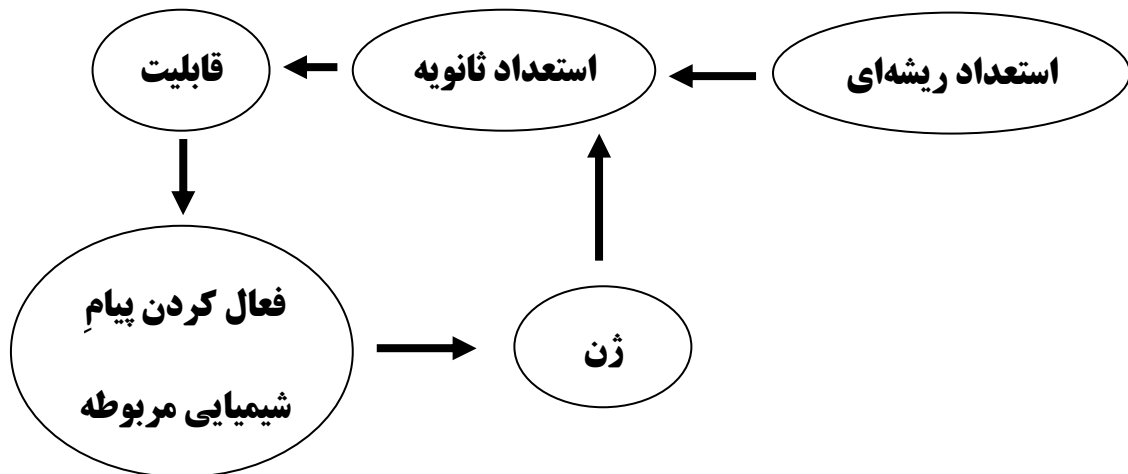 استعداد ریشه‌ای
استعداد ثانویه
قابلیت
فعال کردن پیامِ
شیمیایی مربوطه
ژن